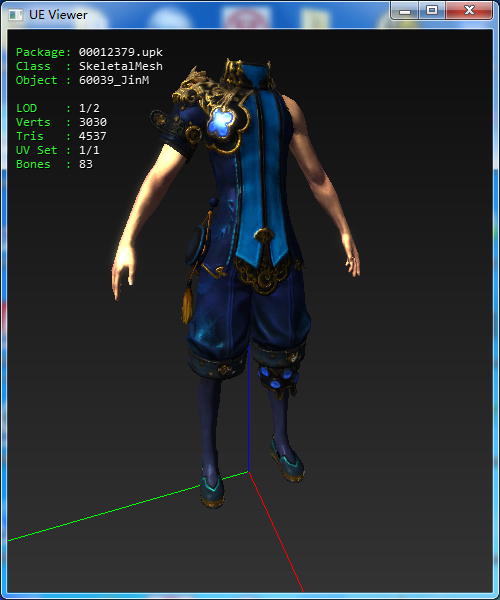 UE Viewer
Package: 00012379.upk
Class : SkeletalMesh
Object : 60039_JinM
LOD : 1/2
Verts : 3030
Tris : 4537
UV Set : 1/1
Bones : 83